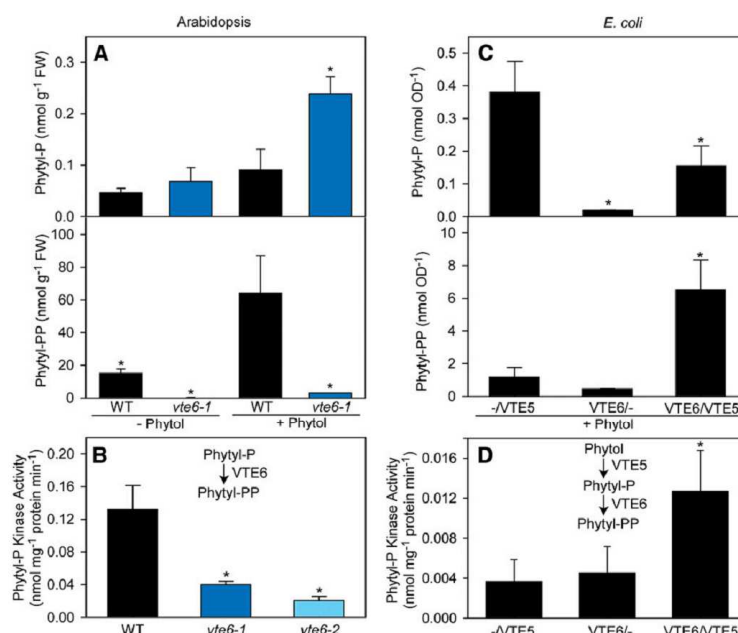 Arabidopsis
A
Phytyl-P (nmol g⁻¹ FW)
0.3
0.2
0.1
0.0
*
Phytyl-PP (nmol g⁻¹ FW)
100
80
60
40
20
0
*
*
*
WT
vte6-1
WT
vte6-1
- Phytol
+ Phytol
B
Phytyl-P Kinase Activity
(nmol mg⁻¹ protein min⁻¹)
0.20
0.16
0.12
0.08
0.04
0.00
Phytyl-P
VTE6
Phytyl-PP
*
*
WT
vte6-1
vte6-2
E. coli
C
Phytyl-P (nmol OD⁻¹)
0.5
0.4
0.3
0.2
0.1
0.0
*
*
Phytyl-PP (nmol OD⁻¹)
10
8
6
4
2
0
*
-/VTE5
VTE6/-
VTE6/VTE5
+ Phytol
D
Phytyl-P Kinase Activity
(nmol mg⁻¹ protein min⁻¹)
0.016
0.012
0.008
0.004
0.000
Phytol
VTE5
Phytyl-P
VTE6
Phytyl-PP
*
-/VTE5
VTE6/-
VTE6/VTE5